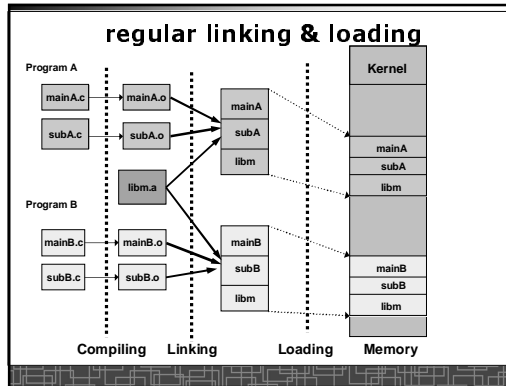 regular linking & loading
Program A
mainA.c
mainA.o
subA.c
subA.o
libm.a
mainA
subA
libm
Program B
mainB.c
mainB.o
subB.c
subB.o
mainB
subB
libm
Kernel
mainA
subA
libm
mainB
subB
libm
Compiling
Linking
Loading
Memory